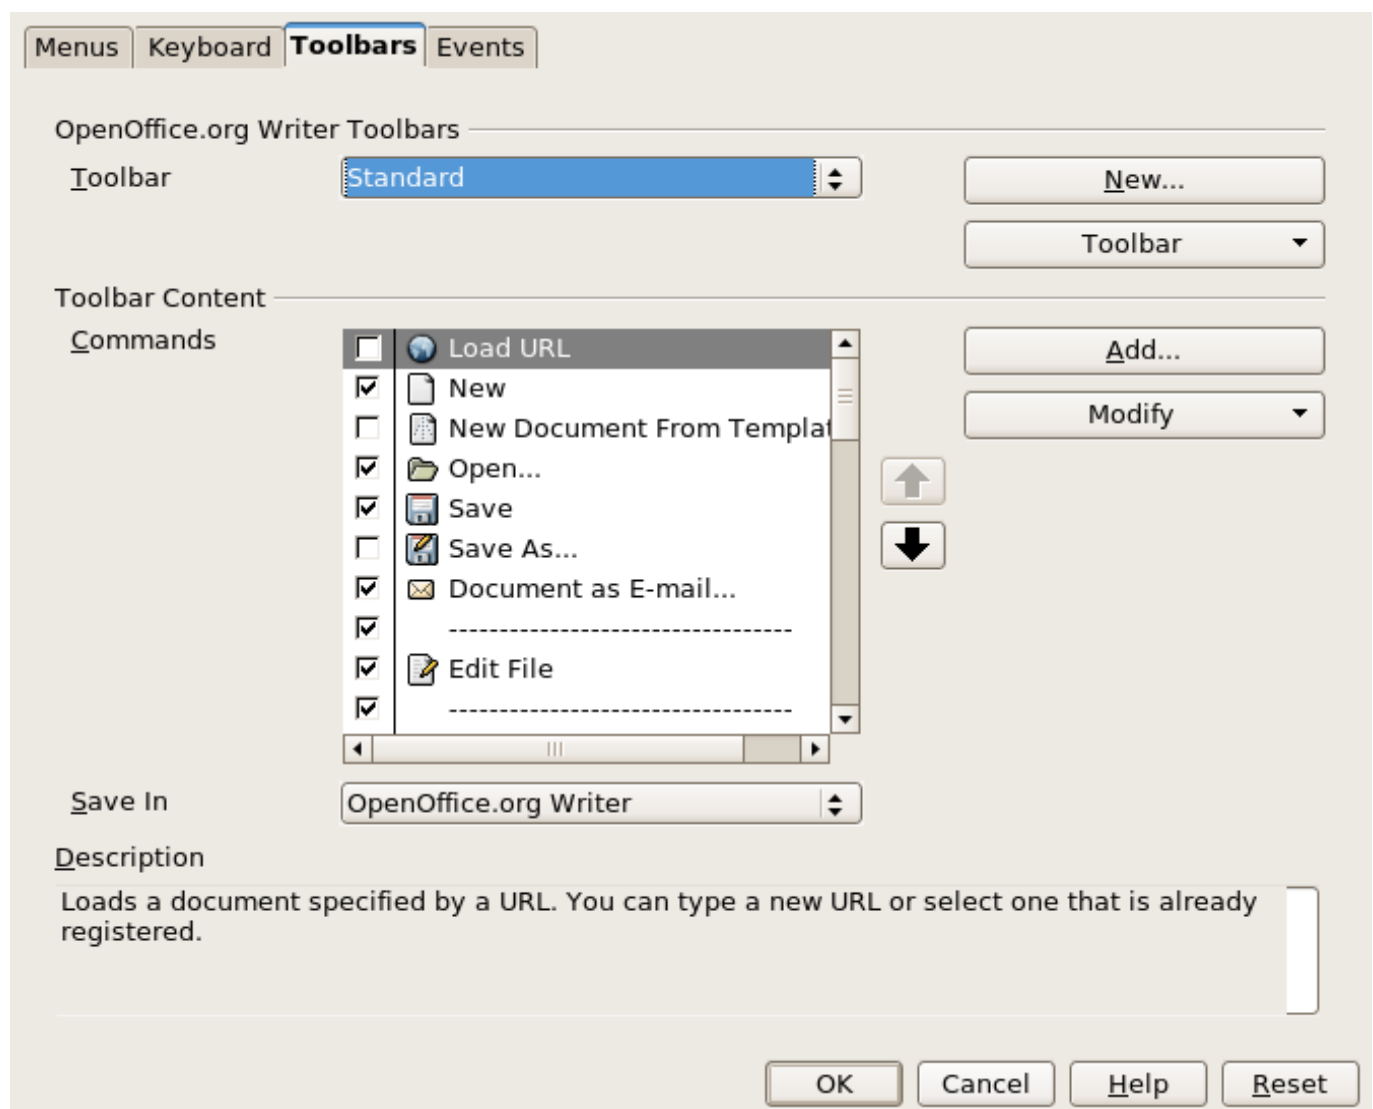 Menus Keyboard Toolbars Events
OpenOffice.org Writer Toolbars
Toolbar Standard New...
Toolbar
Toolbar Content
Commands Load URL Add...
New
Modify
New Document From Templat
Open...
Save
Save As...
Document as E-mail...
----------------------------------
Edit File
----------------------------------
Save In OpenOffice.org Writer
Description
Loads a document specified by a URL. You can type a new URL or select one that is already
registered.
OK Cancel Help Reset